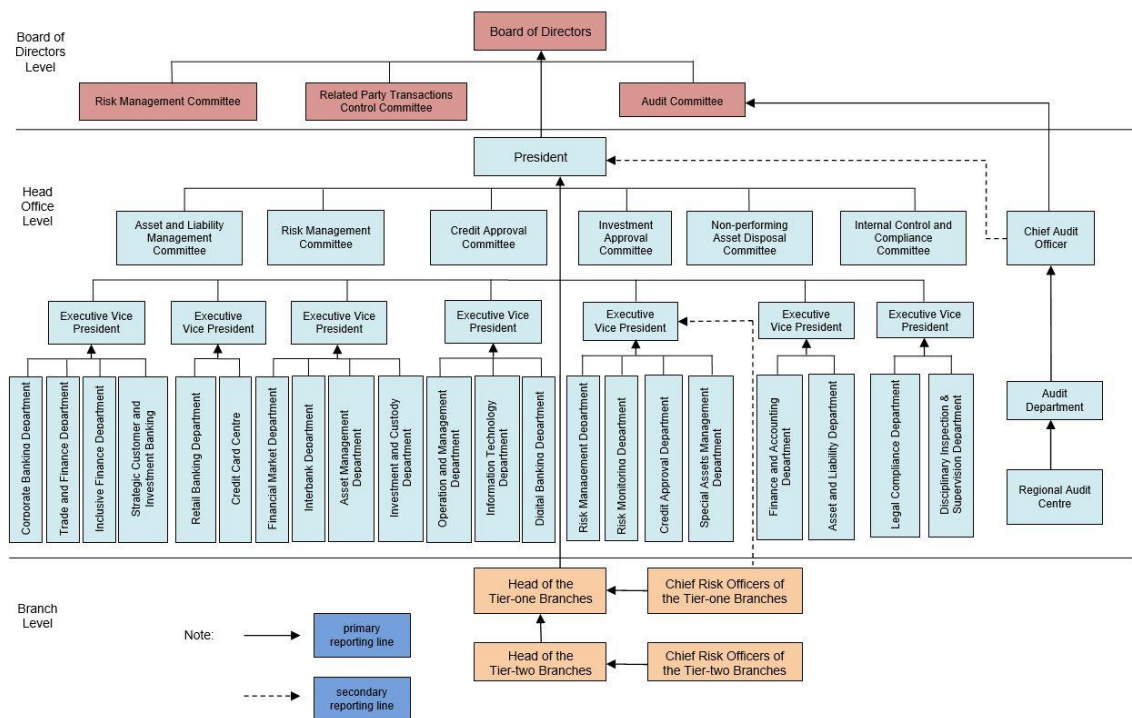 Board of
Directors
Level
Board of Directors
Risk Management Committee
Related Party Transactions
Control Committee
Audit Committee
Head
Office
Level
President
Asset and Liability
Management
Committee
Risk Management
Committee
Credit Approval
Committee
Investment
Approval
Committee
Non-performing
Asset Disposal
Committee
Internal Control and
Compliance
Committee
Chief Audit
Officer
Executive Vice
President
Executive
Vice President
Executive Vice
President
Executive Vice
President
Executive
Vice President
Executive
Vice President
Executive Vice
President
Corporate Banking Department
Trade and Finance Department
Inclusive Finance Department
Strategic Customer and
Investment Banking
Retail Banking Department
Credit Card Centre
Financial Market Department
Interbank Department
Asset Management
Department
Investment and Custody
Department
Operation and Management
Department
Information Technology
Department
Digital Banking Department
Risk Management Department
Risk Monitoring Department
Credit Approval Department
Special Assets Management
Department
Finance and Accounting
Department
Asset and Liability Department
Legal Compliance Department
Disciplinary Inspection &
Supervision Department
Audit
Department
Regional Audit
Centre
Branch
Level
Head of the
Tier-one Branches
Chief Risk Officers of
the Tier-one Branches
Head of the
Tier-two Branches
Chief Risk Officers of
the Tier-two Branches
Note:
primary
reporting line
secondary
reporting line